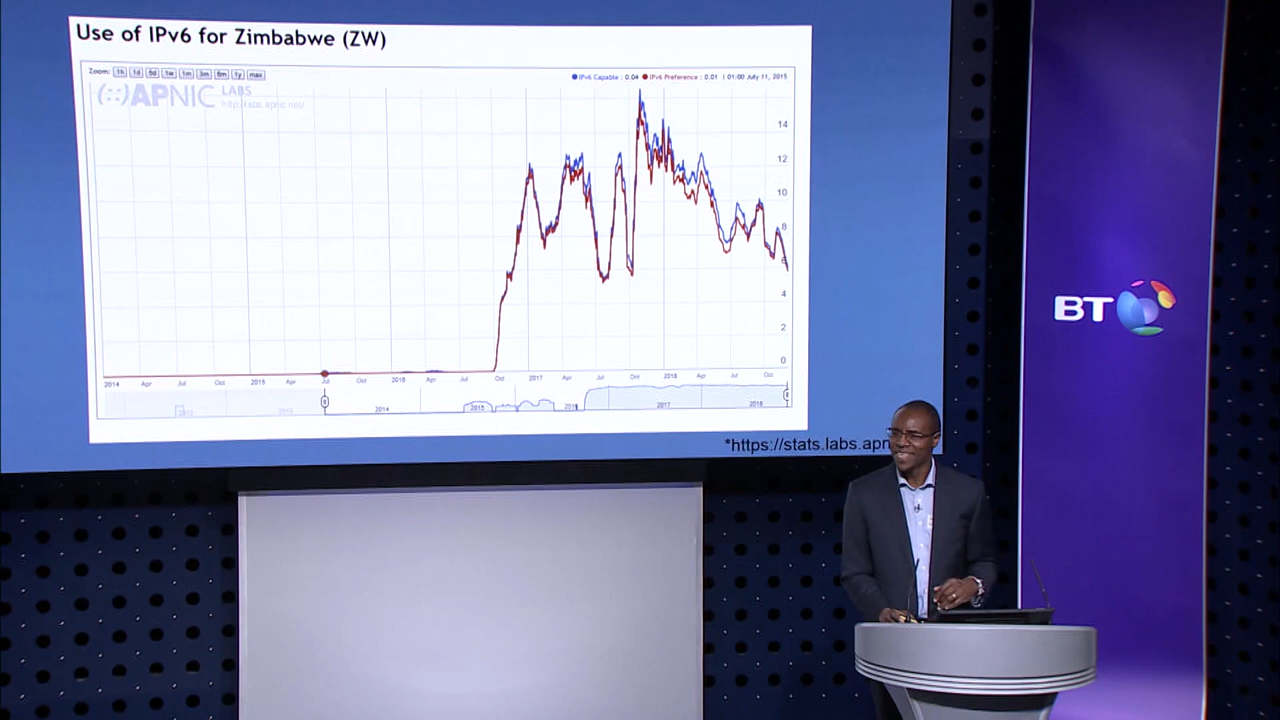 Use of IPv6 for Zimbabwe (ZW)
Zoom: 1h 1d 5d 1w 1m 3m 6m 1y max
IPv6 Capable : 0.04 IPv6 Preference : 0.01 | 01:00 July 11, 2015
(::)APNIC LABS
14
12
10
8
6
4
2
0
2014 Apr Jul Oct 2015 Apr Jul Oct 2016 Apr Jul Oct 2017 Apr Jul Oct 2018 Apr Jul Oct
2012 2013 2014 2015 2016 2017 2018
*https://stats.labs.apn
BT